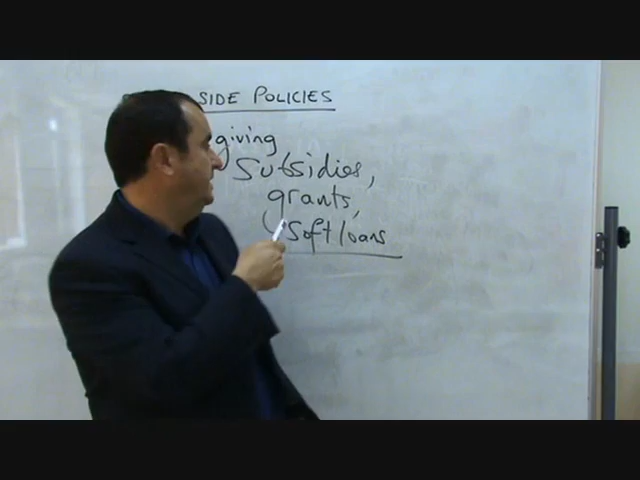 SIDE POLICIES
giving
Subsidies,
grants,
Soft loans